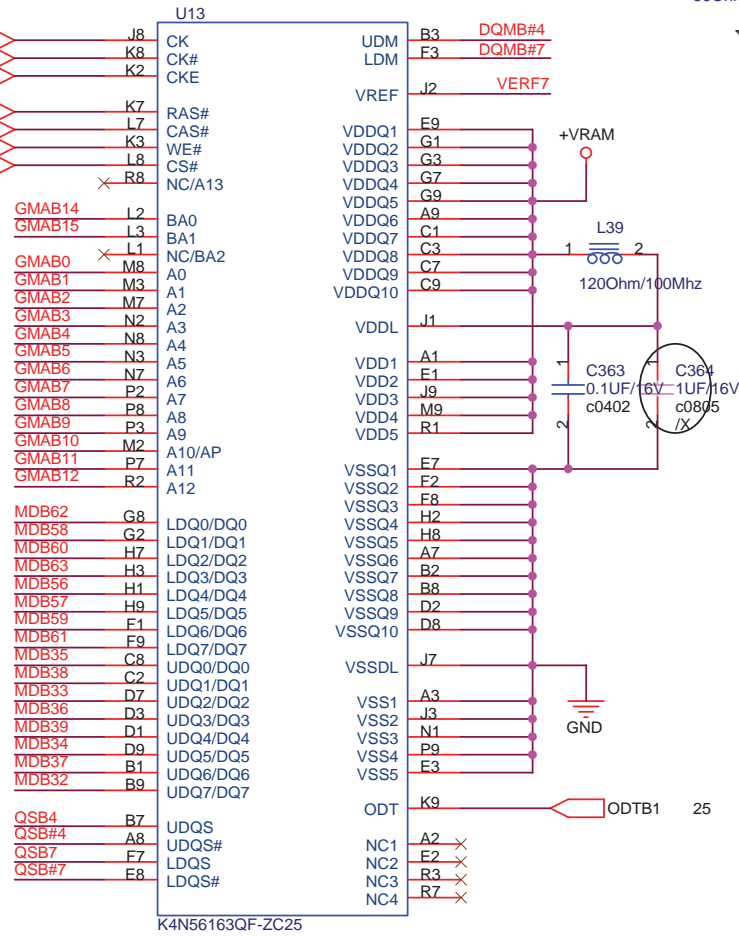 U13
J8 CK
K8 CK#
K2 CKE
K7 RAS#
L7 CAS#
K3 WE#
L8 CS#
R8 NC/A13
GMAB14 L2 BA0
GMAB15 L3 BA1
L1 NC/BA2
GMAB0 M8 A0
GMAB1 M3 A1
GMAB2 M7 A2
GMAB3 N2 A3
GMAB4 N8 A4
GMAB5 N3 A5
GMAB6 N7 A6
GMAB7 P2 A7
GMAB8 P8 A8
GMAB9 P3 A9
GMAB10 M2 A10/AP
GMAB11 P7 A11
GMAB12 R2 A12
MDB62 G8 LDQ0/DQ0
MDB58 G2 LDQ1/DQ1
MDB60 H7 LDQ2/DQ2
MDB63 H3 LDQ3/DQ3
MDB56 H1 LDQ4/DQ4
MDB57 H9 LDQ5/DQ5
MDB59 F1 LDQ6/DQ6
MDB61 F9 LDQ7/DQ7
MDB35 C8 UDQ0/DQ0
MDB38 C2 UDQ1/DQ1
MDB33 D7 UDQ2/DQ2
MDB36 D3 UDQ3/DQ3
MDB39 D1 UDQ4/DQ4
MDB34 D9 UDQ5/DQ5
MDB37 B1 UDQ6/DQ6
MDB32 B9 UDQ7/DQ7
QSB4 B7 UDQS
QSB#4 A8 UDQS#
QSB7 F7 LDQS
QSB#7 E8 LDQS#
UDM B3 DQMB#4
LDM F3 DQMB#7
VREF J2 VERF7
VDDQ1 E9
VDDQ2 G1
VDDQ3 G3
VDDQ4 G7
VDDQ5 G9
VDDQ6 A9
VDDQ7 C1
VDDQ8 C3
VDDQ9 C7
VDDQ10 C9
VDDL J1
VDD1 A1
VDD2 E1
VDD3 J9
VDD4 M9
VDD5 R1
VSSQ1 E7
VSSQ2 F2
VSSQ3 F8
VSSQ4 H2
VSSQ5 H8
VSSQ6 A7
VSSQ7 B2
VSSQ8 B8
VSSQ9 D2
VSSQ10 D8
VSSDL J7
VSS1 A3
VSS2 J3
VSS3 N1
VSS4 P9
VSS5 E3
ODT K9 ODTB1 25
NC1 A2
NC2 E2
NC3 R3
NC4 R7
+VRAM
L39
1 2
120Ohm/100Mhz
1
C363
0.1UF/16V
c0402
2
1
C364
1UF/16V
c0805
/X
2
GND
K4N56163QF-ZC25